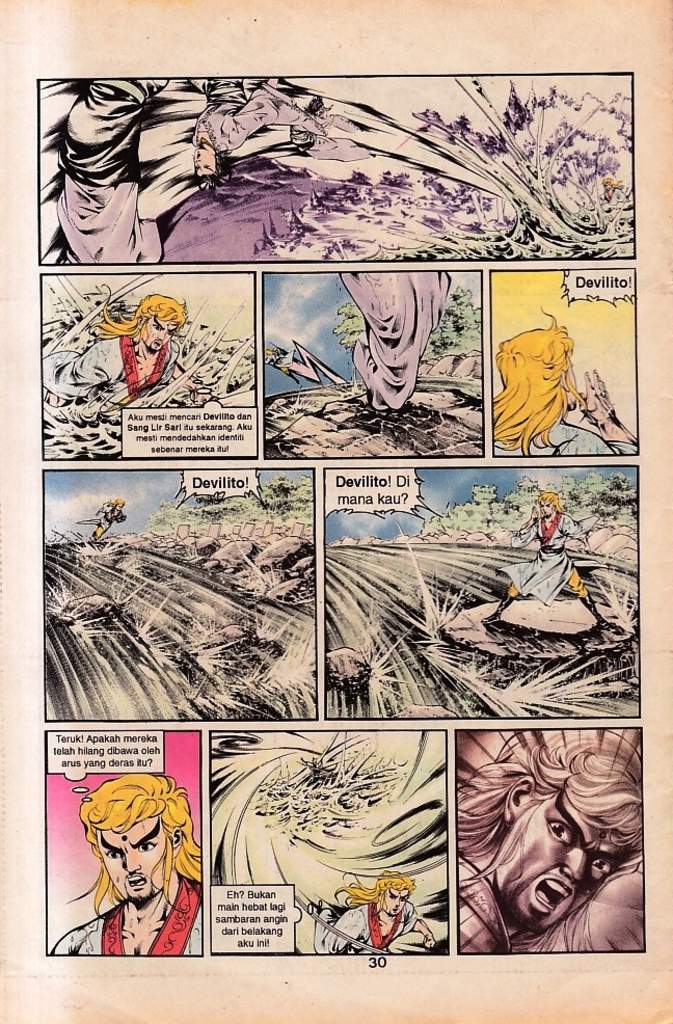 Aku mesti mencari Devilito dan
Sang Lir Sari itu sekarang. Aku
mesti mendedahkan identiti
sebenar mereka itu!
Devilito!
Devilito!
Devilito! Di
mana kau?
Teruk! Apakah mereka
telah hilang dibawa oleh
arus yang deras itu?
Eh? Bukan
main hebat lagi
sambaran angin
dari belakang
aku ini!
30